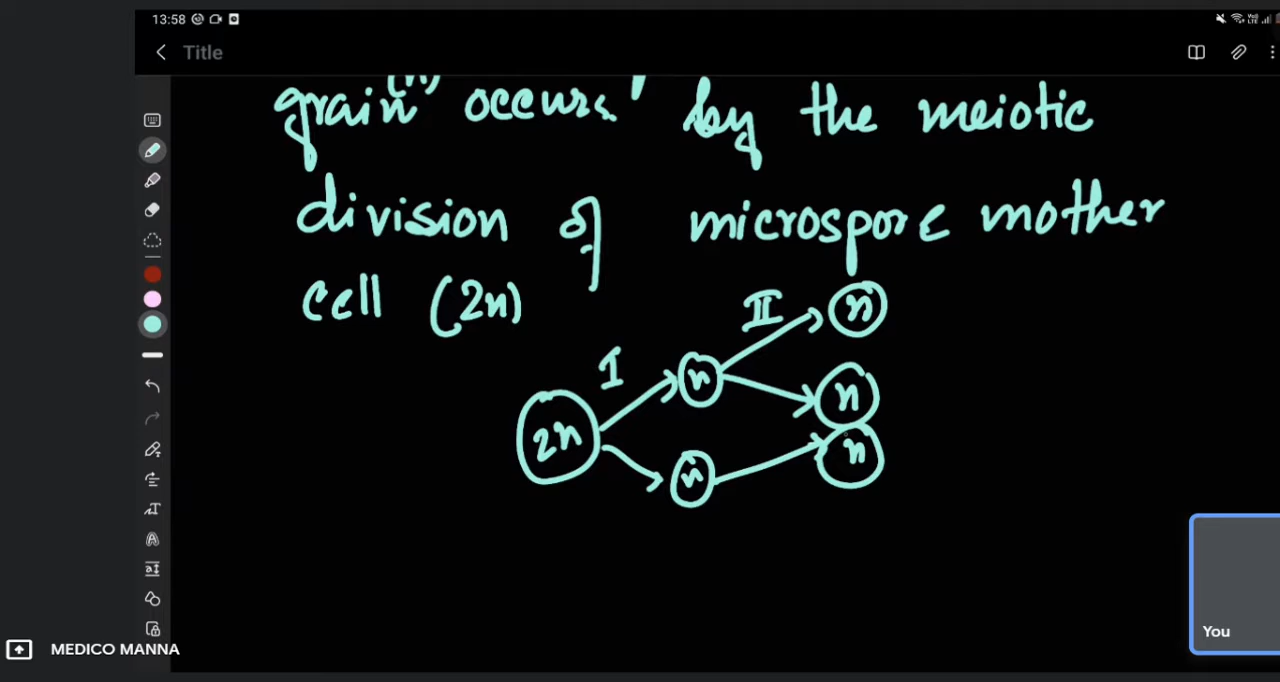 13:58
Title
grain (n) occurs by the meiotic
division of microspore mother
cell (2n)
I
II
n
n
n
2n
n
n
You
MEDICO MANNA